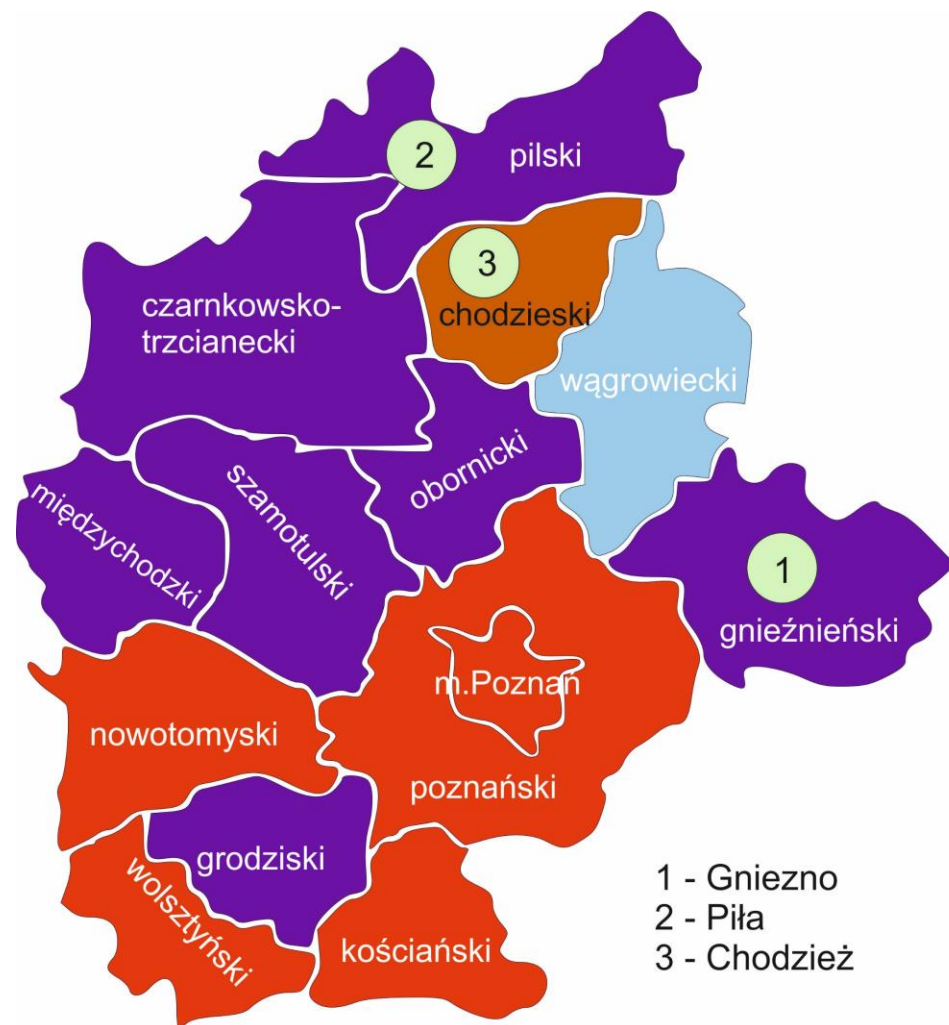 2
pilski
3
czarnkowsko-
trzcianecki
chodzieski
wągrowiecki
obornicki
szamotulski
międzychodzki
1
gnieźnieński
m.Poznań
nowotomyski
poznański
grodziski
wolsztyński
kościański
1 - Gniezno
2 - Piła
3 - Chodzież